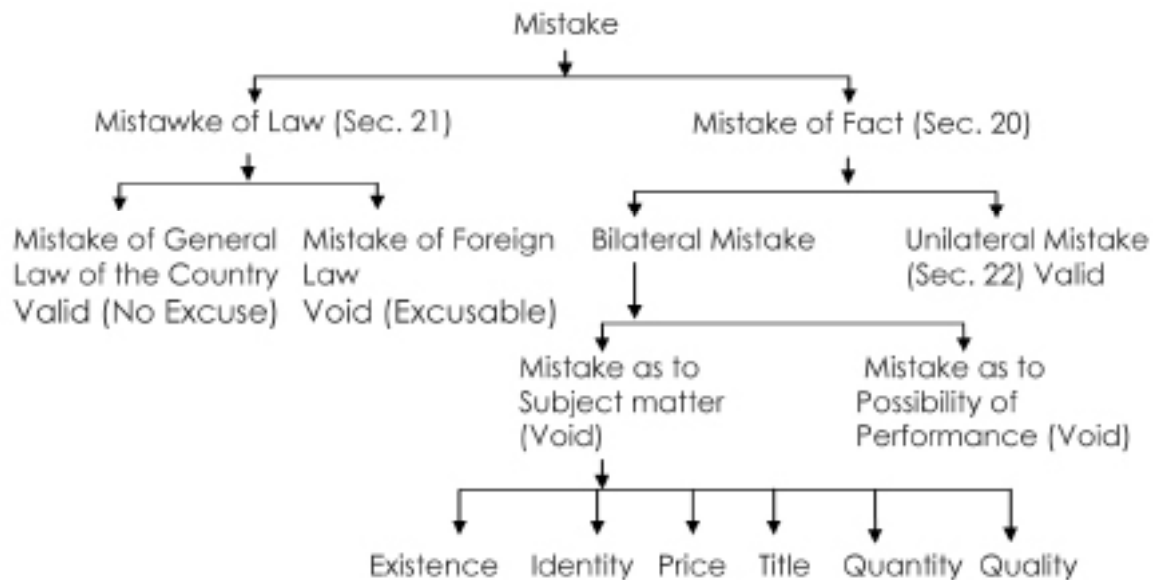 Mistake
Mistawke of Law (Sec. 21)
Mistake of Fact (Sec. 20)
Mistake of General
Law of the Country
Valid (No Excuse)
Mistake of Foreign
Law
Void (Excusable)
Bilateral Mistake
Unilateral Mistake
(Sec. 22) Valid
Mistake as to
Subject matter
(Void)
Mistake as to
Possibility of
Performance (Void)
Existence
Identity
Price
Title
Quantity
Quality